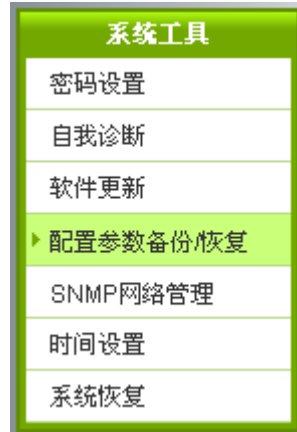 系统工具
密码设置
自我诊断
软件更新
配置参数备份/恢复
SNMP网络管理
时间设置
系统恢复